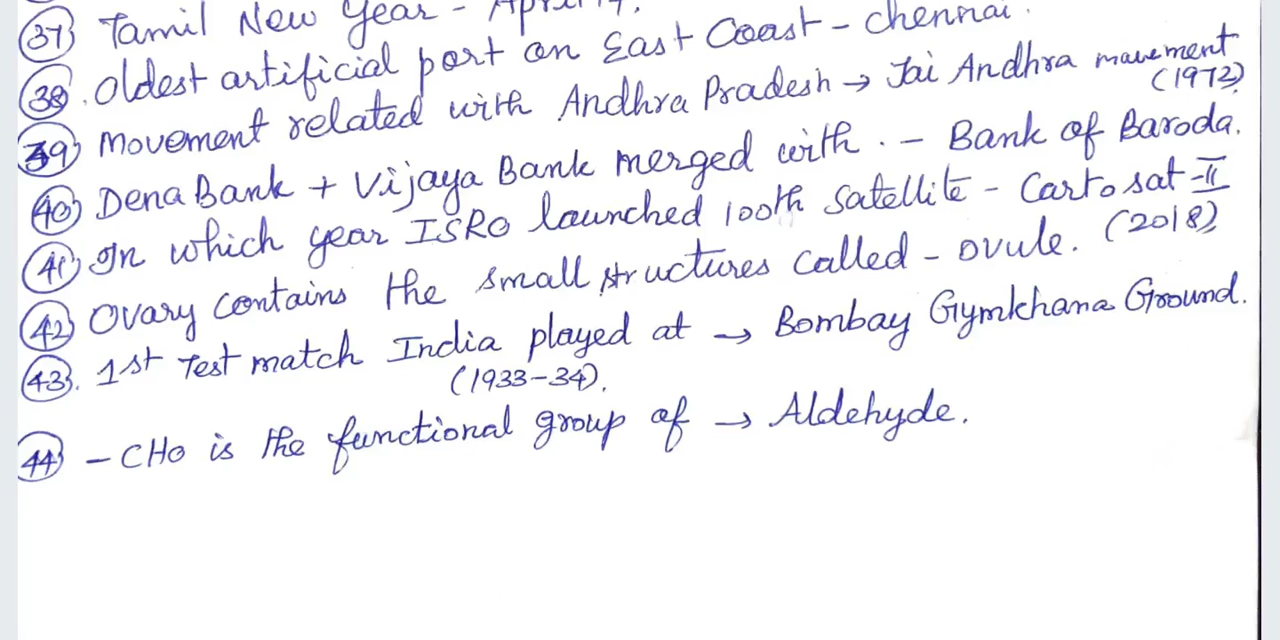 37) Tamil New Year - April 14.
38). Oldest artificial port on East Coast - Chennai.
39) Movement related with Andhra Pradesh → Jai Andhra movement
(1972)
40) Dena Bank + Vijaya Bank merged with. - Bank of Baroda.
41) In which year ISRO launched 100th Satellite - Cartosat-II
(2018)
42) Ovary contains the small structures called - ovule.
43). 1st Test match India played at → Bombay Gymkhana Ground.
(1933-34).
44) - CHO is the functional group of → Aldehyde.